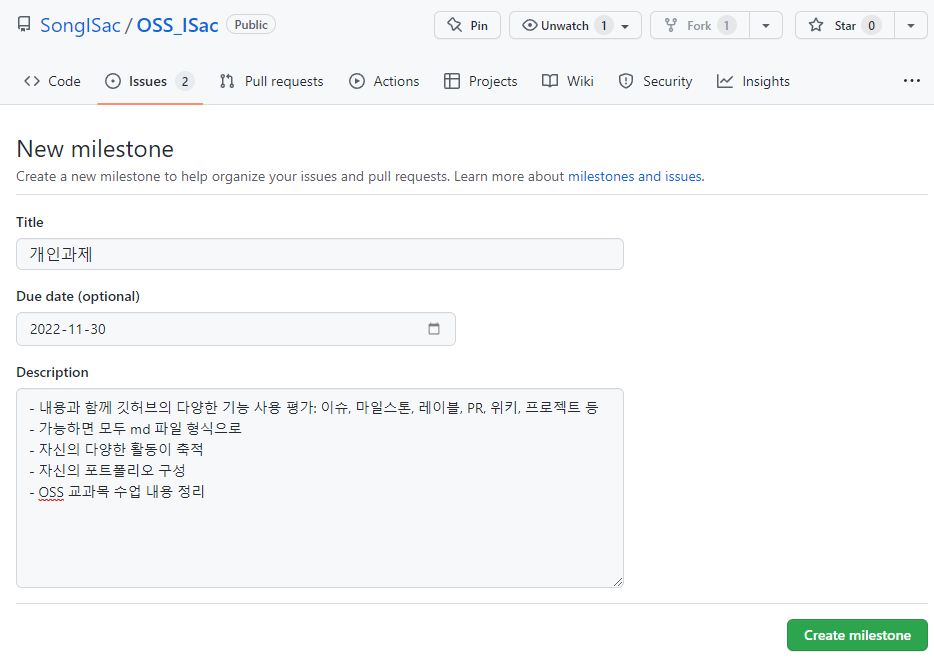 SongISac / OSS_ISac Public Pin Unwatch 1 Fork 1 Star 0
Code Issues 2 Pull requests Actions Projects Wiki Security Insights
New milestone
Create a new milestone to help organize your issues and pull requests. Learn more about milestones and issues.
Title
개인과제
Due date (optional)
2022-11-30
Description
- 내용과 함께 깃허브의 다양한 기능 사용 평가: 이슈, 마일스톤, 레이블, PR, 위키, 프로젝트 등
- 가능하면 모두 md 파일 형식으로
- 자신의 다양한 활동이 축적
- 자신의 포트폴리오 구성
- OSS 교과목 수업 내용 정리
Create milestone